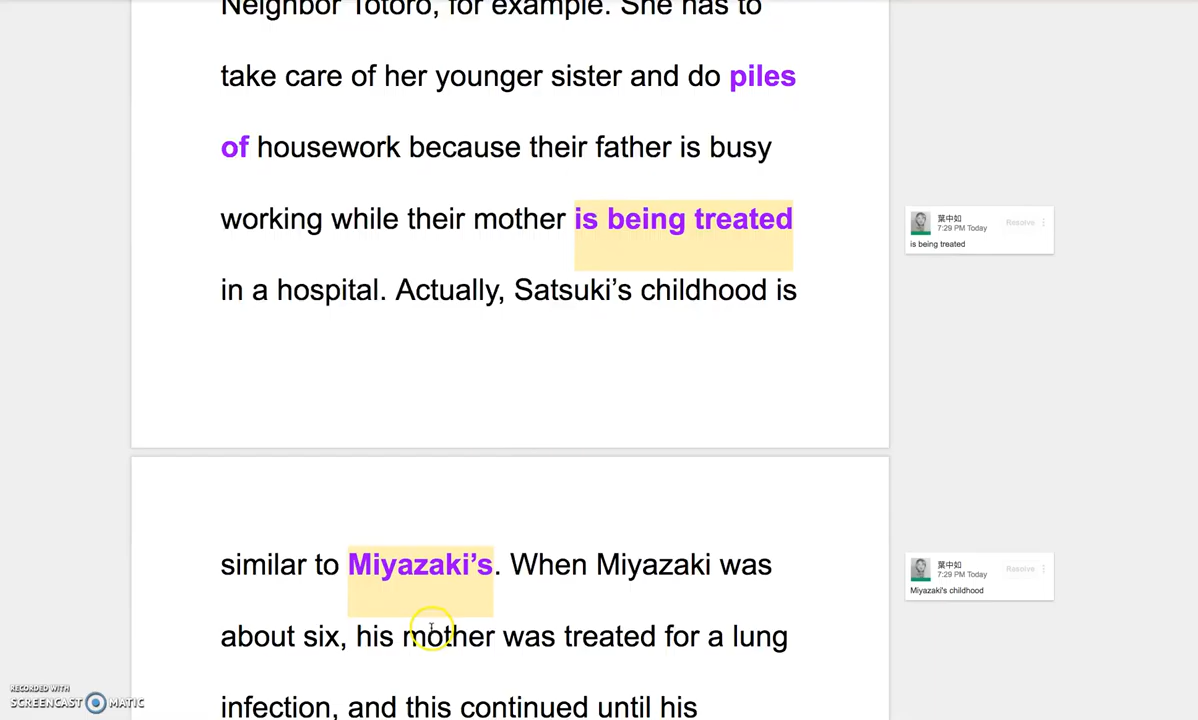 Neighbor Totoro, for example. She has to
take care of her younger sister and do piles
of housework because their father is busy
working while their mother is being treated
in a hospital. Actually, Satsuki’s childhood is
similar to Miyazaki’s. When Miyazaki was
about six, his mother was treated for a lung
infection, and this continued until his
葉中如
7:29 PM Today
Resolve
is being treated
葉中如
7:29 PM Today
Resolve
Miyazaki's childhood
RECORDED WITH
SCREENCAST MATIC